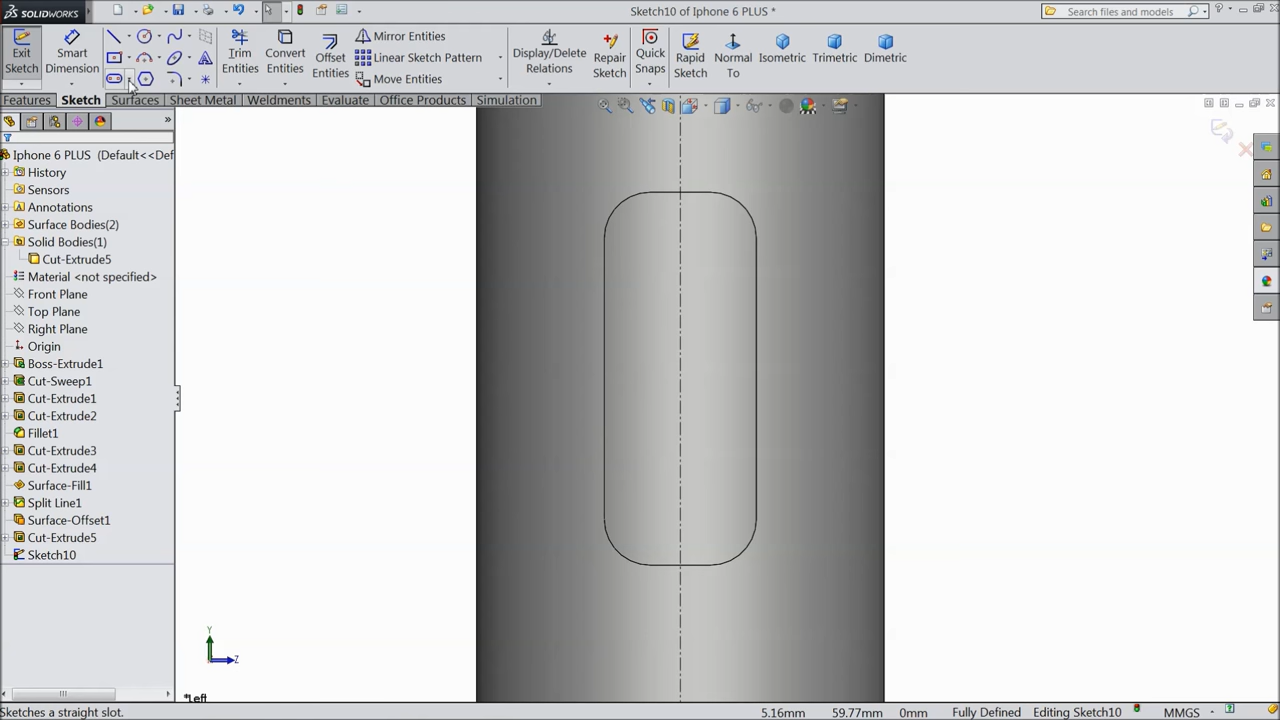 SOLIDWORKS
Sketch10 of Iphone 6 PLUS *
Search files and models
Exit Sketch
Smart Dimension
Trim Entities
Convert Entities
Offset Entities
Mirror Entities
Linear Sketch Pattern
Move Entities
Display/Delete Relations
Repair Sketch
Quick Snaps
Rapid Sketch
Normal To
Isometric
Trimetric
Dimetric
Features
Sketch
Surfaces
Sheet Metal
Weldments
Evaluate
Office Products
Simulation
Iphone 6 PLUS (Default<<Def
History
Sensors
Annotations
Surface Bodies(2)
Solid Bodies(1)
Cut-Extrude5
Material <not specified>
Front Plane
Top Plane
Right Plane
Origin
Boss-Extrude1
Cut-Sweep1
Cut-Extrude1
Cut-Extrude2
Fillet1
Cut-Extrude3
Cut-Extrude4
Surface-Fill1
Split Line1
Surface-Offset1
Cut-Extrude5
Sketch10
Y
Z
*Left
Sketches a straight slot.
5.16mm
59.77mm
0mm
Fully Defined
Editing Sketch10
MMGS